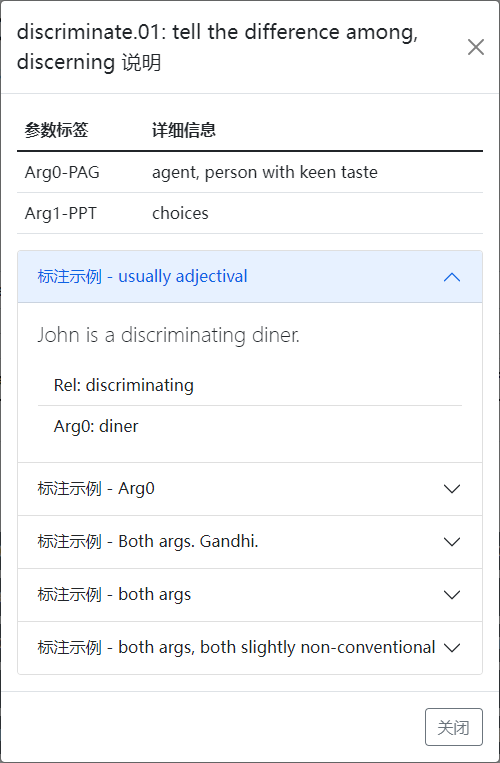 discriminate.01: tell the difference among,
discerning 说明
参数标签 详细信息
Arg0-PAG agent, person with keen taste
Arg1-PPT choices
标注示例 - usually adjectival
John is a discriminating diner.
Rel: discriminating
Arg0: diner
标注示例 - Arg0
标注示例 - Both args. Gandhi.
标注示例 - both args
标注示例 - both args, both slightly non-conventional
关闭